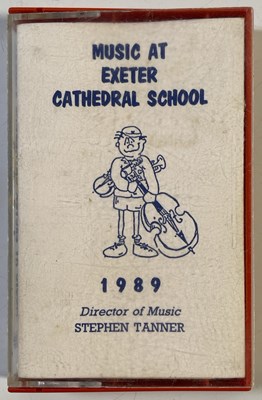 MUSIC AT
EXETER
CATHEDRAL SCHOOL
1989
Director of Music
STEPHEN TANNER